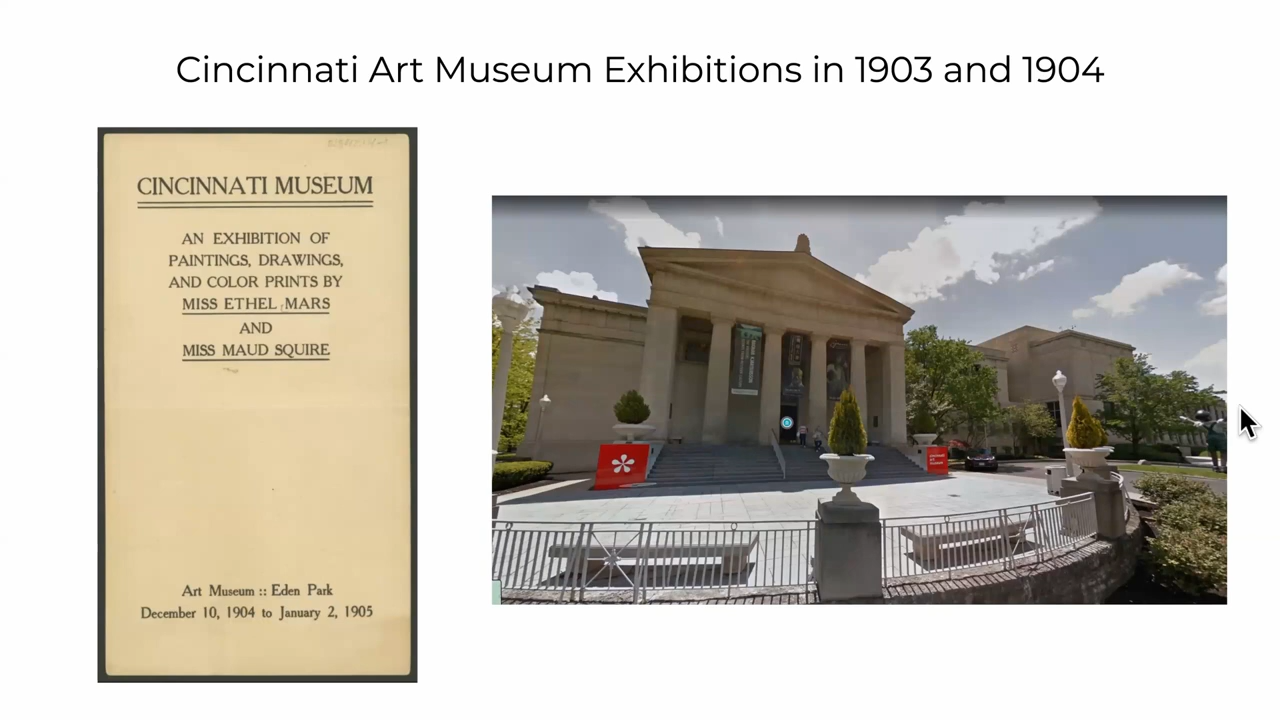 Cincinnati Art Museum Exhibitions in 1903 and 1904
CINCINNATI MUSEUM
AN EXHIBITION OF
PAINTINGS, DRAWINGS,
AND COLOR PRINTS BY
MISS ETHEL MARS
AND
MISS MAUD SQUIRE
Art Museum :: Eden Park
December 10, 1904 to January 2, 1905